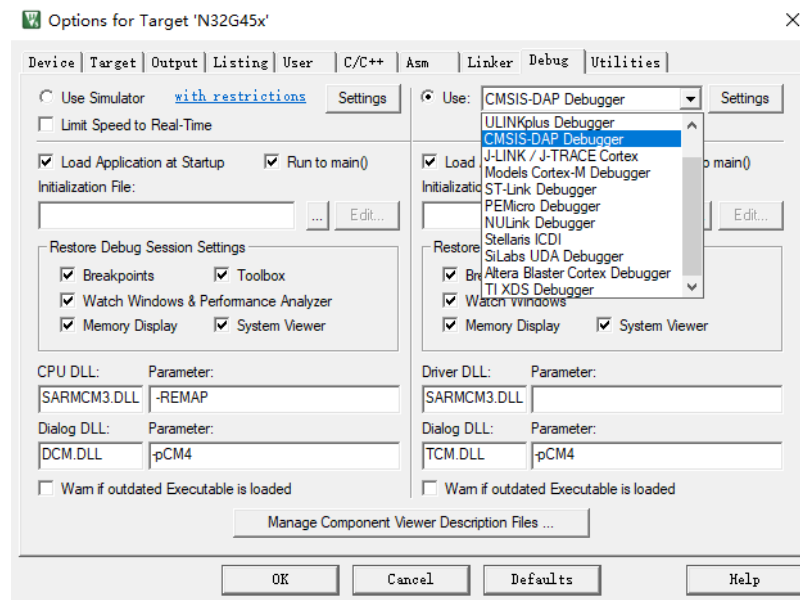 Options for Target 'N32G45x'
Device Target Output Listing User C/C++ Asm Linker Debug Utilities
Use Simulator with restrictions Settings Use: CMSIS-DAP Debugger Settings
Limit Speed to Real-Time
ULINKplus Debugger
CMSIS-DAP Debugger
J-LINK / J-TRACE Cortex
Models Cortex-M Debugger
ST-Link Debugger
PEMicro Debugger
NULink Debugger
Stellaris ICDI
SiLabs UDA Debugger
Altera Blaster Cortex Debugger
TI XDS Debugger
Load Application at Startup Run to main() Load main()
Initialization File:
... Edit... Edit...
Restore Debug Session Settings Restore
Breakpoints Toolbox
Watch Windows & Performance Analyzer Watch Windows
Memory Display System Viewer Memory Display System Viewer
CPU DLL: Parameter: Driver DLL: Parameter:
SARMCM3.DLL -REMAP SARMCM3.DLL
Dialog DLL: Parameter: Dialog DLL: Parameter:
DCM.DLL -pCM4 TCM.DLL -pCM4
Warn if outdated Executable is loaded Warn if outdated Executable is loaded
Manage Component Viewer Description Files ...
OK Cancel Defaults Help